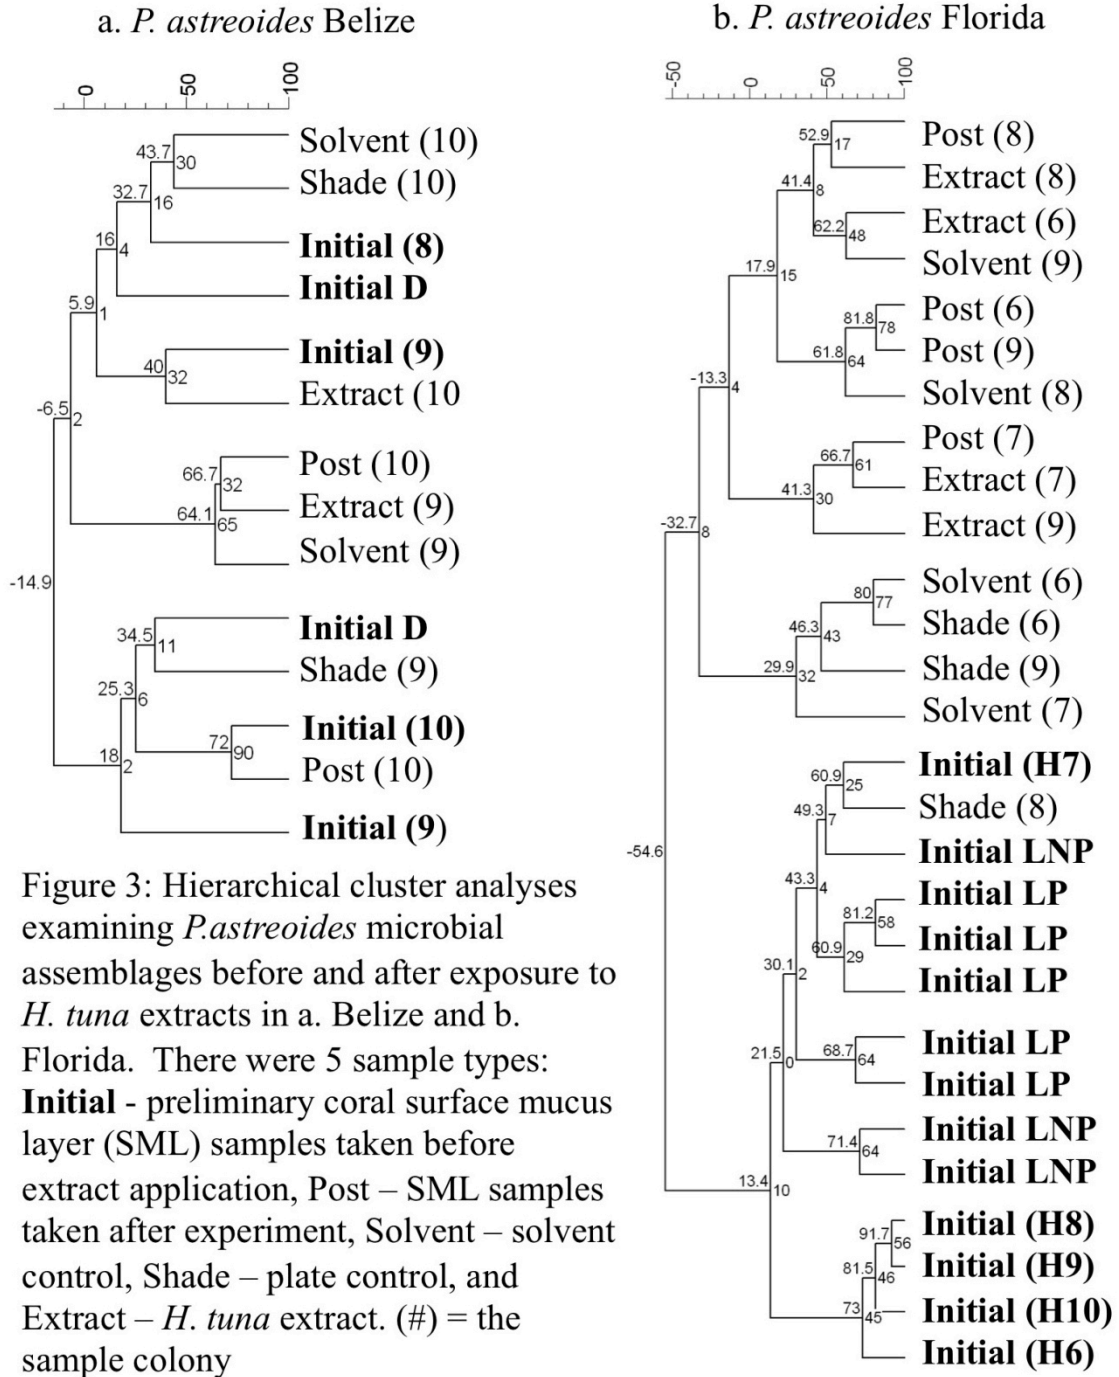 a. P. astreoides Belize
0
50
100
43.7
30
Solvent (10)
Shade (10)
32.7
16
Initial (8)
16
4
Initial D
5.9
1
Initial (9)
40
32
Extract (10
-6.5
2
Post (10)
66.7
32
Extract (9)
64.1
65
Solvent (9)
-14.9
Initial D
34.5
11
Shade (9)
25.3
6
Initial (10)
72
90
Post (10)
18
2
Initial (9)
b. P. astreoides Florida
-50
0
50
100
52.9
17
Post (8)
Extract (8)
41.4
8
Extract (6)
62.2
48
Solvent (9)
17.9
15
Post (6)
81.8
78
Post (9)
61.8
64
Solvent (8)
-13.3
4
Post (7)
66.7
61
Extract (7)
41.3
30
Extract (9)
-32.7
8
Solvent (6)
80
77
Shade (6)
46.3
43
Shade (9)
29.9
32
Solvent (7)
-54.6
Initial (H7)
60.9
25
Shade (8)
49.3
7
Initial LNP
43.3
4
Initial LP
81.2
58
Initial LP
60.9
29
Initial LP
30.1
2
Initial LP
68.7
64
Initial LP
21.5
0
Initial LNP
71.4
64
Initial LNP
13.4
10
Initial (H8)
91.7
56
Initial (H9)
81.5
46
Initial (H10)
73
45
Initial (H6)
Figure 3: Hierarchical cluster analyses
examining P.astreoides microbial
assemblages before and after exposure to
H. tuna extracts in a. Belize and b.
Florida. There were 5 sample types:
Initial - preliminary coral surface mucus
layer (SML) samples taken before
extract application, Post – SML samples
taken after experiment, Solvent – solvent
control, Shade – plate control, and
Extract – H. tuna extract. (#) = the
sample colony